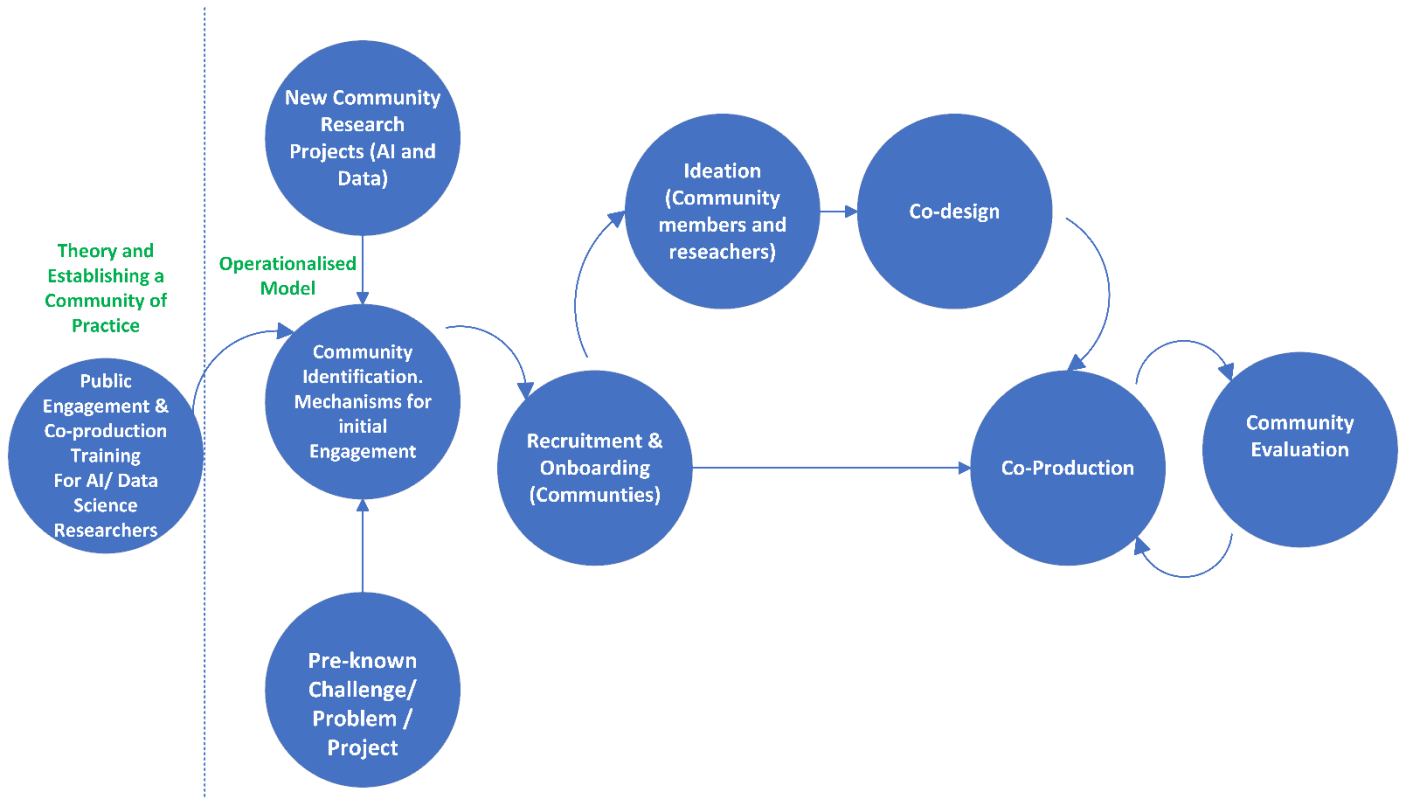 Theory and
Establishing a
Community of
Practice
Public
Engagement &
Co-production
Training
For AI/ Data
Science
Researchers
New Community
Research
Projects (AI and
Data)
Operationalised
Model
Community
Identification.
Mechanisms for
initial
Engagement
Pre-known
Challenge/
Problem /
Project
Recruitment &
Onboarding
(Communties)
Ideation
(Community
members and
reseachers)
Co-design
Co-Production
Community
Evaluation